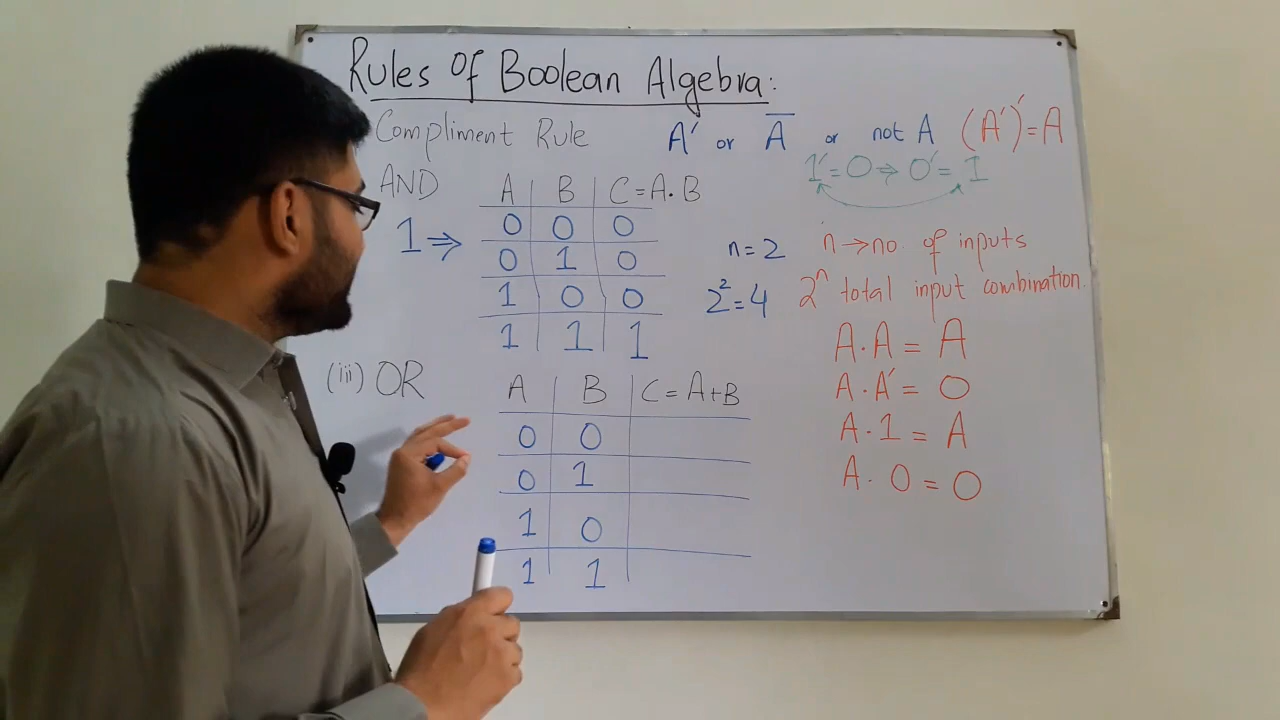 Rules Of Boolean Algebra:
Compliment Rule A' or A̅ or not A (A')'=A
1'=0 ⇒ 0'=1
AND
1⇒
A B C=A.B
0 0 0
0 1 0
1 0 0
1 1 1
n=2
2²=4
n→no. of inputs
2ⁿ total input combination.
A.A=A
A.A'=0
A.1=A
A.0=0
(iii) OR
A B C=A+B
0 0
0 1
1 0
1 1